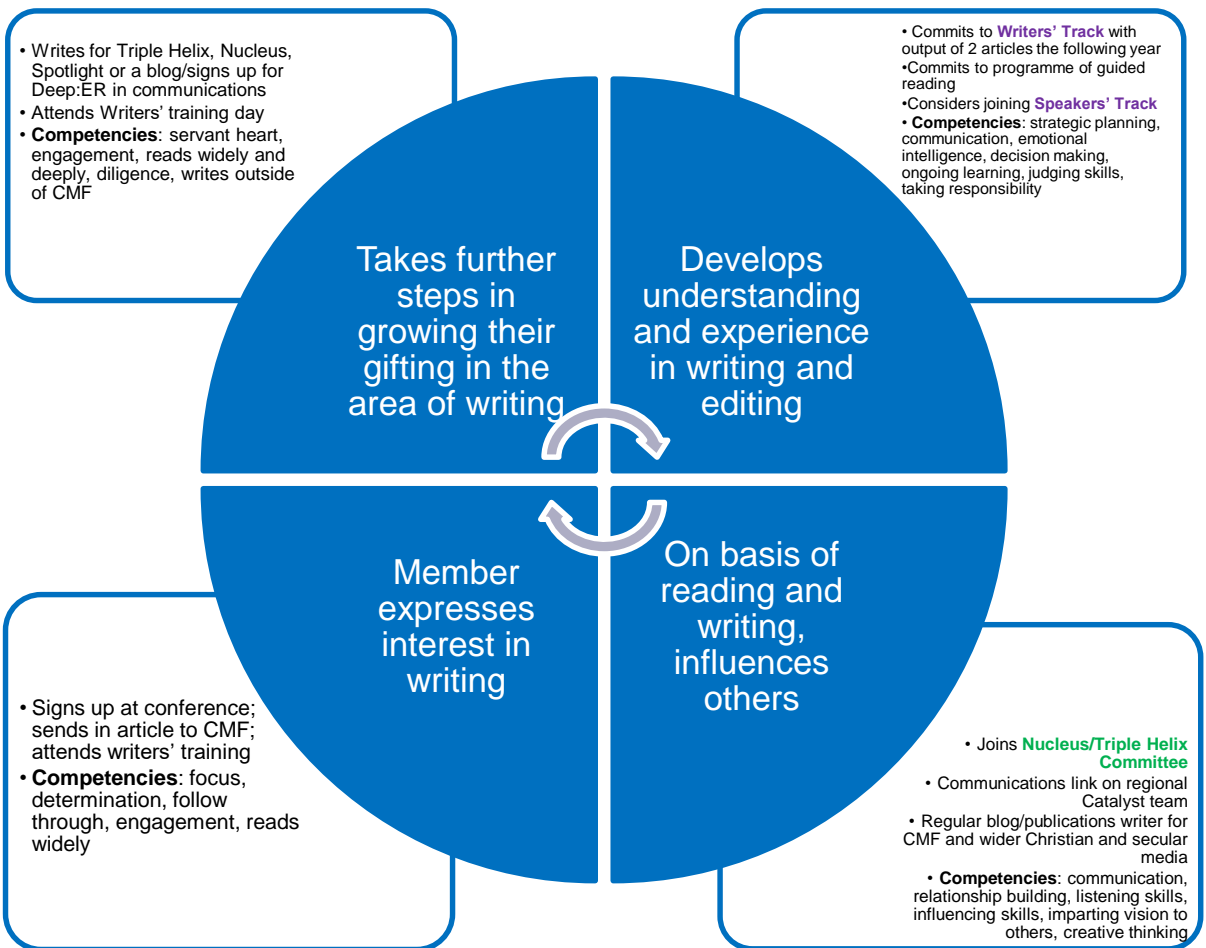 • Writes for Triple Helix, Nucleus,
Spotlight or a blog/signs up for
Deep:ER in communications
• Attends Writers’ training day
• Competencies: servant heart,
engagement, reads widely and
deeply, diligence, writes outside
of CMF
• Commits to Writers’ Track with
output of 2 articles the following year
•Commits to programme of guided
reading
•Considers joining Speakers’ Track
• Competencies: strategic planning,
communication, emotional
intelligence, decision making,
ongoing learning, judging skills,
taking responsibility
Takes further
steps in
growing their
gifting in the
area of writing
Develops
understanding
and experience
in writing and
editing
Member
expresses
interest in
writing
On basis of
reading and
writing,
influences
others
• Signs up at conference;
sends in article to CMF;
attends writers’ training
• Competencies: focus,
determination, follow
through, engagement, reads
widely
• Joins Nucleus/Triple Helix
Committee
• Communications link on regional
Catalyst team
• Regular blog/publications writer for
CMF and wider Christian and secular
media
• Competencies: communication,
relationship building, listening skills,
influencing skills, imparting vision to
others, creative thinking